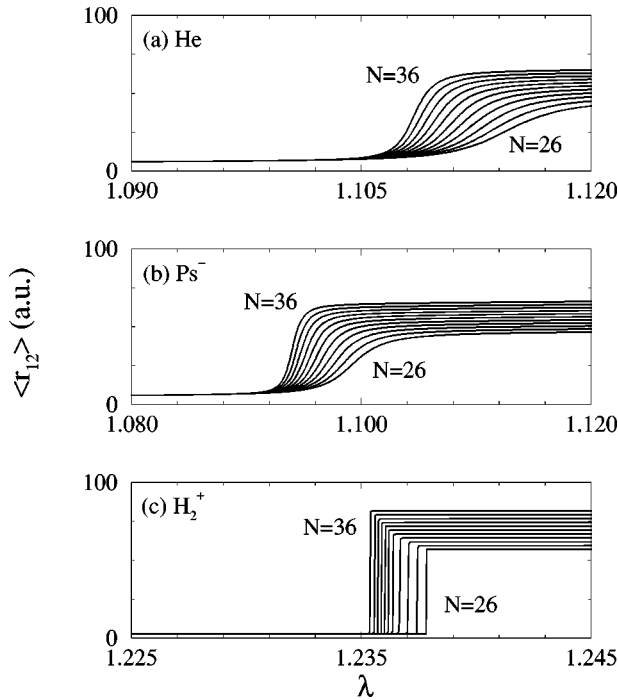 100
(a) He
N=36
N=26
0
1.090 1.105 1.120
100
(b) Ps⁻
N=36
N=26
0
1.080 1.100 1.120
<r₁₂> (a.u.)
100
(c) H₂⁺
N=36
N=26
0
1.225 1.235 1.245
λ